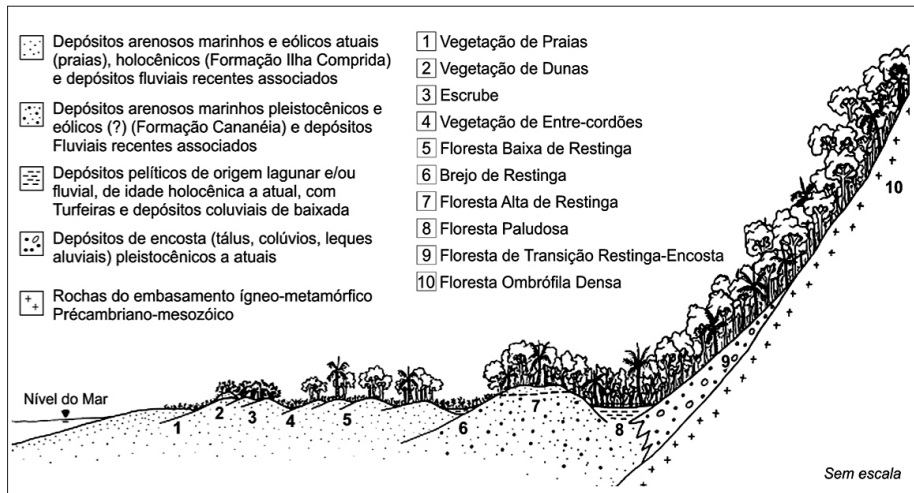 Depósitos arenosos marinhos e eólicos atuais
(praias), holocênicos (Formação Ilha Comprida)
e depósitos fluviais recentes associados
Depósitos arenosos marinhos pleistocênicos e
eólicos (?) (Formação Cananéia) e depósitos
Fluviais recentes associados
Depósitos pelíticos de origem lagunar e/ou
fluvial, de idade holocênica a atual, com
Turfeiras e depósitos coluviais de baixada
Depósitos de encosta (tálus, colúvios, leques
aluviais) pleistocênicos a atuais
Rochas do embasamento ígneo-metamórfico
Précambriano-mesozóico
1 Vegetação de Praias
2 Vegetação de Dunas
3 Escrube
4 Vegetação de Entre-cordões
5 Floresta Baixa de Restinga
6 Brejo de Restinga
7 Floresta Alta de Restinga
8 Floresta Paludosa
9 Floresta de Transição Restinga-Encosta
10 Floresta Ombrófila Densa
Nível do Mar
1
2
3
4
5
6
7
8
9
10
Sem escala